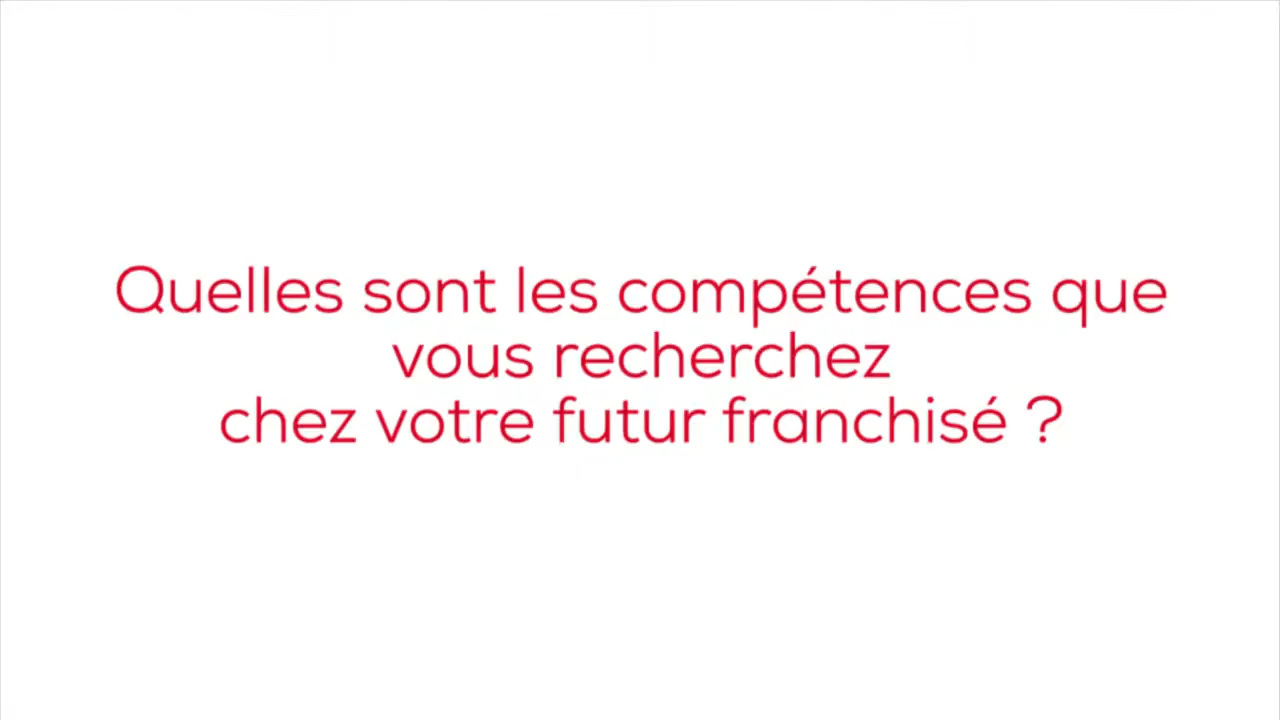 Quelles sont les compétences que
vous recherchez
chez votre futur franchisé ?